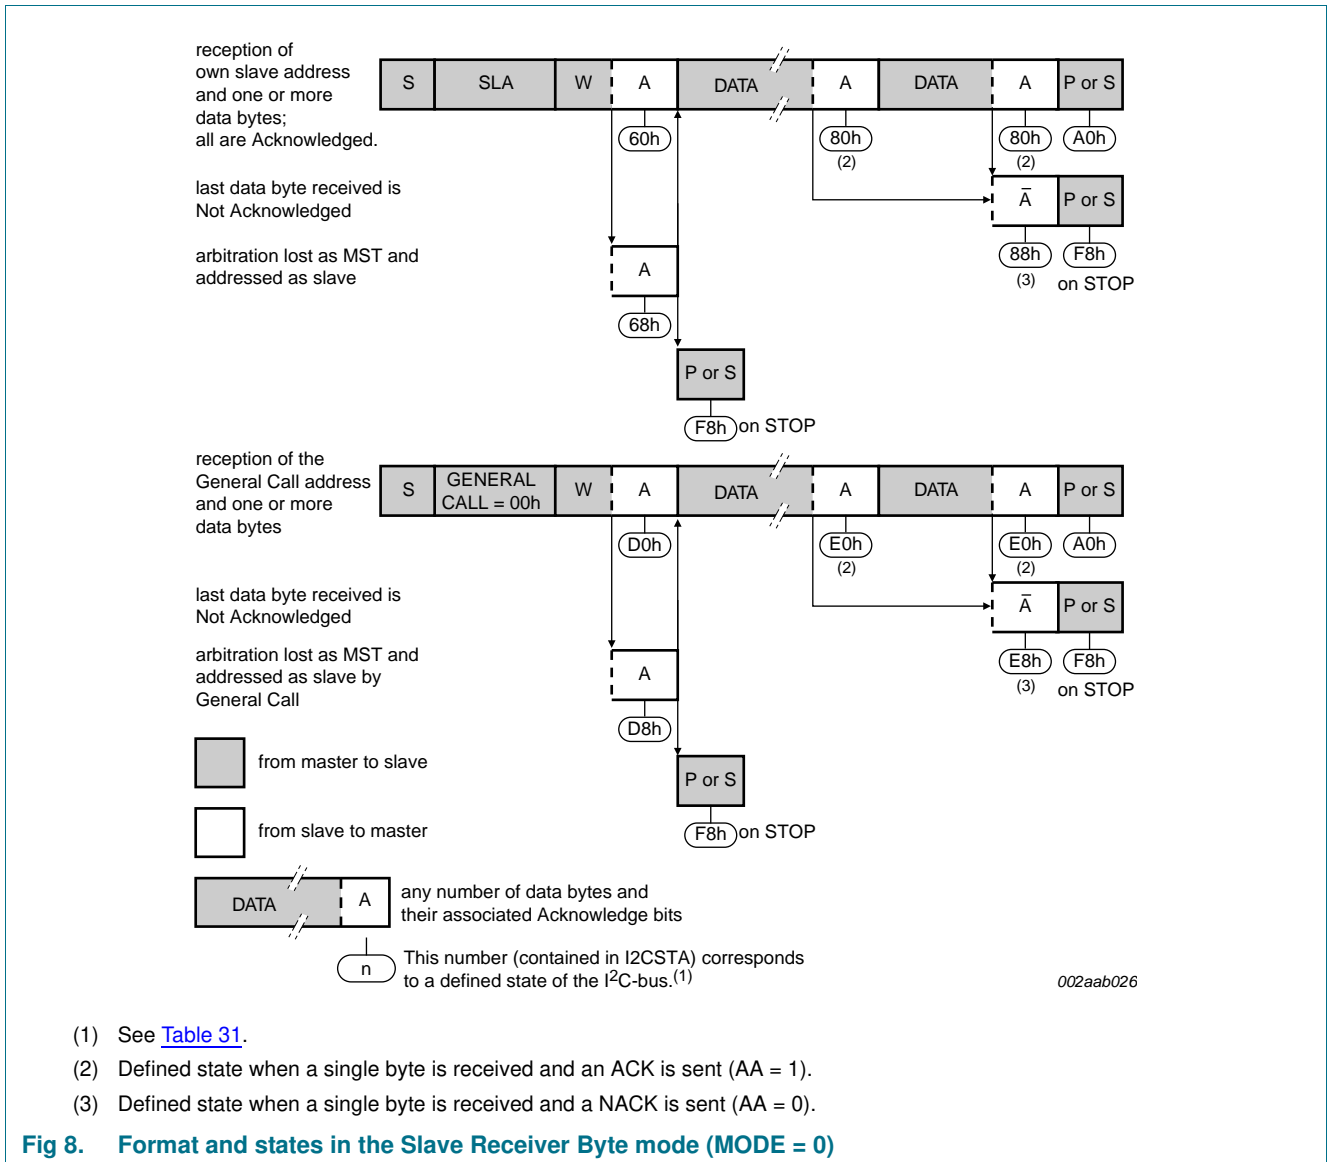 reception of
own slave address
and one or more
data bytes;
all are Acknowledged.
S SLA W A DATA A DATA A P or S
60h 80h 80h A0h
(2) (2)
last data byte received is
Not Acknowledged
A̅ P or S
88h F8h
(3) on STOP
arbitration lost as MST and
addressed as slave
A
68h
P or S
F8h on STOP
reception of the
General Call address
and one or more
data bytes
S GENERAL CALL = 00h W A DATA A DATA A P or S
D0h E0h E0h A0h
(2) (2)
last data byte received is
Not Acknowledged
A̅ P or S
E8h F8h
(3) on STOP
arbitration lost as MST and
addressed as slave by
General Call
A
D8h
P or S
F8h on STOP
from master to slave
from slave to master
DATA A
any number of data bytes and
their associated Acknowledge bits
n
This number (contained in I2CSTA) corresponds
to a defined state of the I²C-bus.(1)
002aab026
(1) See Table 31.
(2) Defined state when a single byte is received and an ACK is sent (AA = 1).
(3) Defined state when a single byte is received and a NACK is sent (AA = 0).
Fig 8. Format and states in the Slave Receiver Byte mode (MODE = 0)